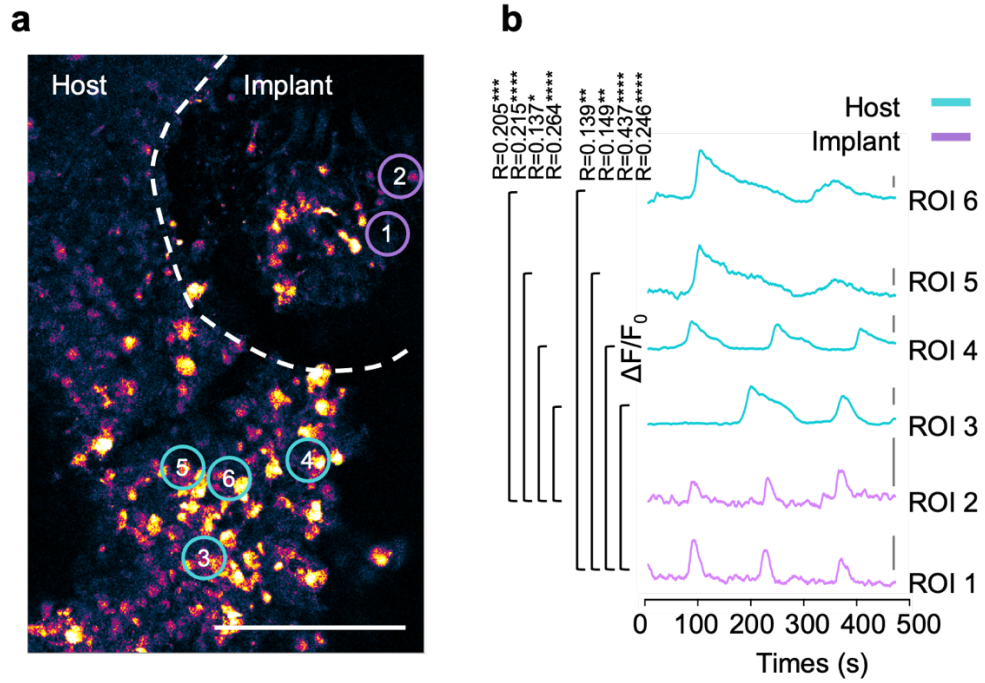 a
Host
Implant
2
1
5
6
4
3
b
R=0.205***
R=0.215****
R=0.137*
R=0.264****
R=0.139**
R=0.149**
R=0.437****
R=0.246****
Host
Implant
ROI 6
ROI 5
ROI 4
ROI 3
ROI 2
ROI 1
ΔF/F0
0 100 200 300 400 500
Times (s)